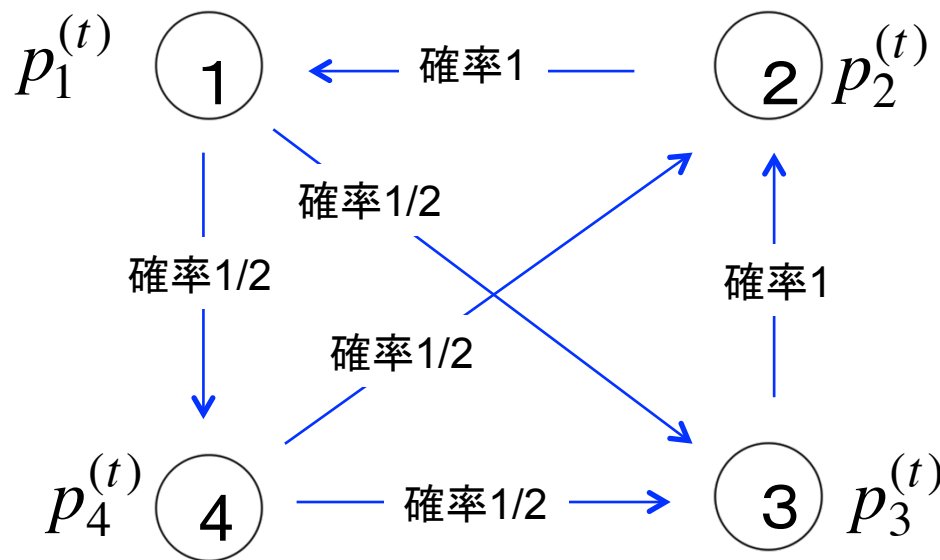 p_1^{(t)}
1
確率1
2
p_2^{(t)}
確率1/2
確率1/2
確率1
確率1/2
p_4^{(t)}
4
確率1/2
3
p_3^{(t)}